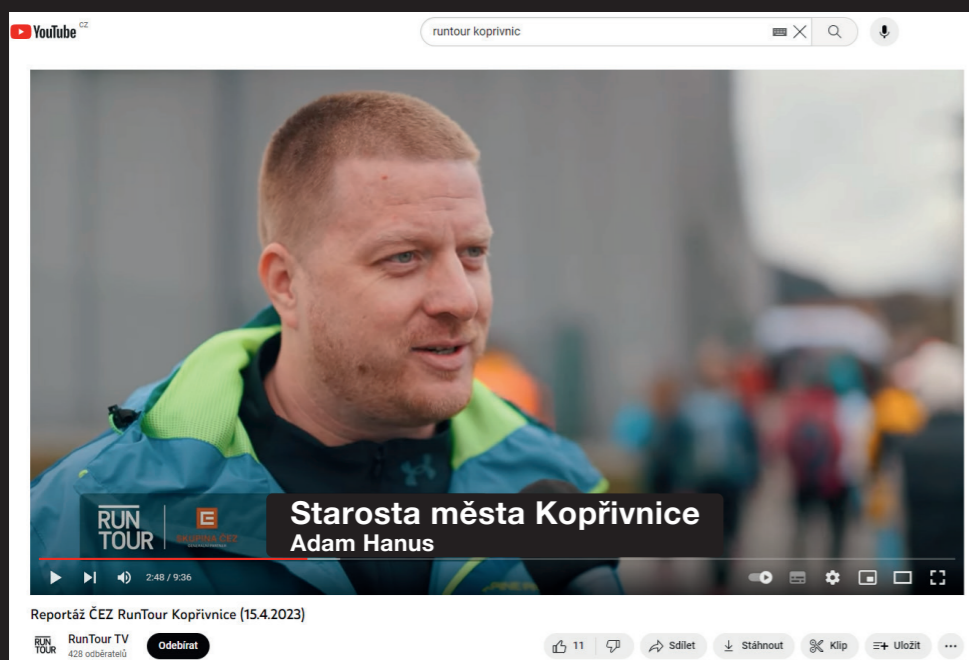 YouTube CZ
runtour koprivnic
RUN
TOUR
SKUPINA ČEZ
Starosta města Kopřivnice
Adam Hanus
2:48 / 9:36
Reportáž ČEZ RunTour Kopřivnice (15.4.2023)
RUN
TOUR
RunTour TV
428 odběratelů
Odebírat
11
Sdílet
Stáhnout
Klip
Uložit